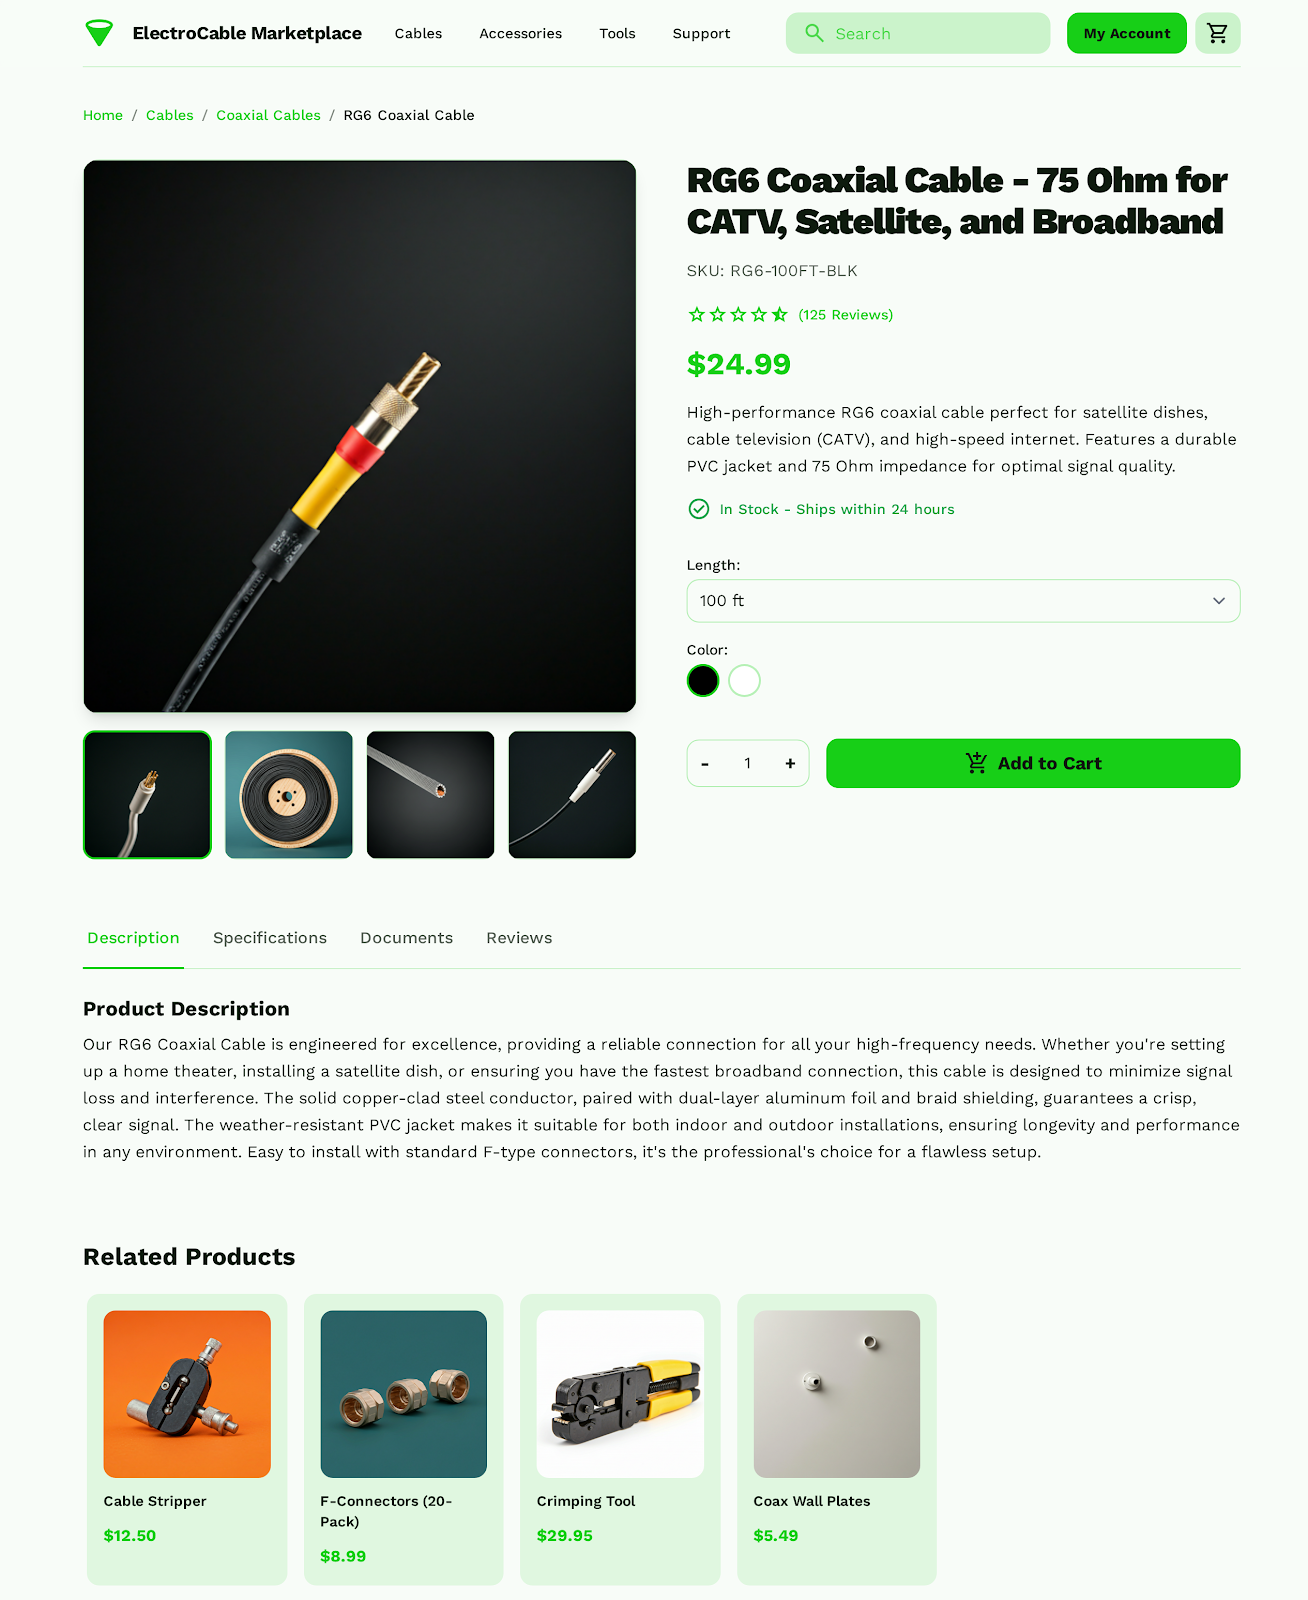 ElectroCable Marketplace
Cables
Accessories
Tools
Support
Search
My Account
Home / Cables / Coaxial Cables / RG6 Coaxial Cable
RG6 Coaxial Cable - 75 Ohm for
CATV, Satellite, and Broadband
SKU: RG6-100FT-BLK
(125 Reviews)
$24.99
High-performance RG6 coaxial cable perfect for satellite dishes,
cable television (CATV), and high-speed internet. Features a durable
PVC jacket and 75 Ohm impedance for optimal signal quality.
In Stock - Ships within 24 hours
Length:
100 ft
Color:
- 1 +
Add to Cart
Description
Specifications
Documents
Reviews
Product Description
Our RG6 Coaxial Cable is engineered for excellence, providing a reliable connection for all your high-frequency needs. Whether you're setting
up a home theater, installing a satellite dish, or ensuring you have the fastest broadband connection, this cable is designed to minimize signal
loss and interference. The solid copper-clad steel conductor, paired with dual-layer aluminum foil and braid shielding, guarantees a crisp,
clear signal. The weather-resistant PVC jacket makes it suitable for both indoor and outdoor installations, ensuring longevity and performance
in any environment. Easy to install with standard F-type connectors, it's the professional's choice for a flawless setup.
Related Products
Cable Stripper
$12.50
F-Connectors (20-
Pack)
$8.99
Crimping Tool
$29.95
Coax Wall Plates
$5.49